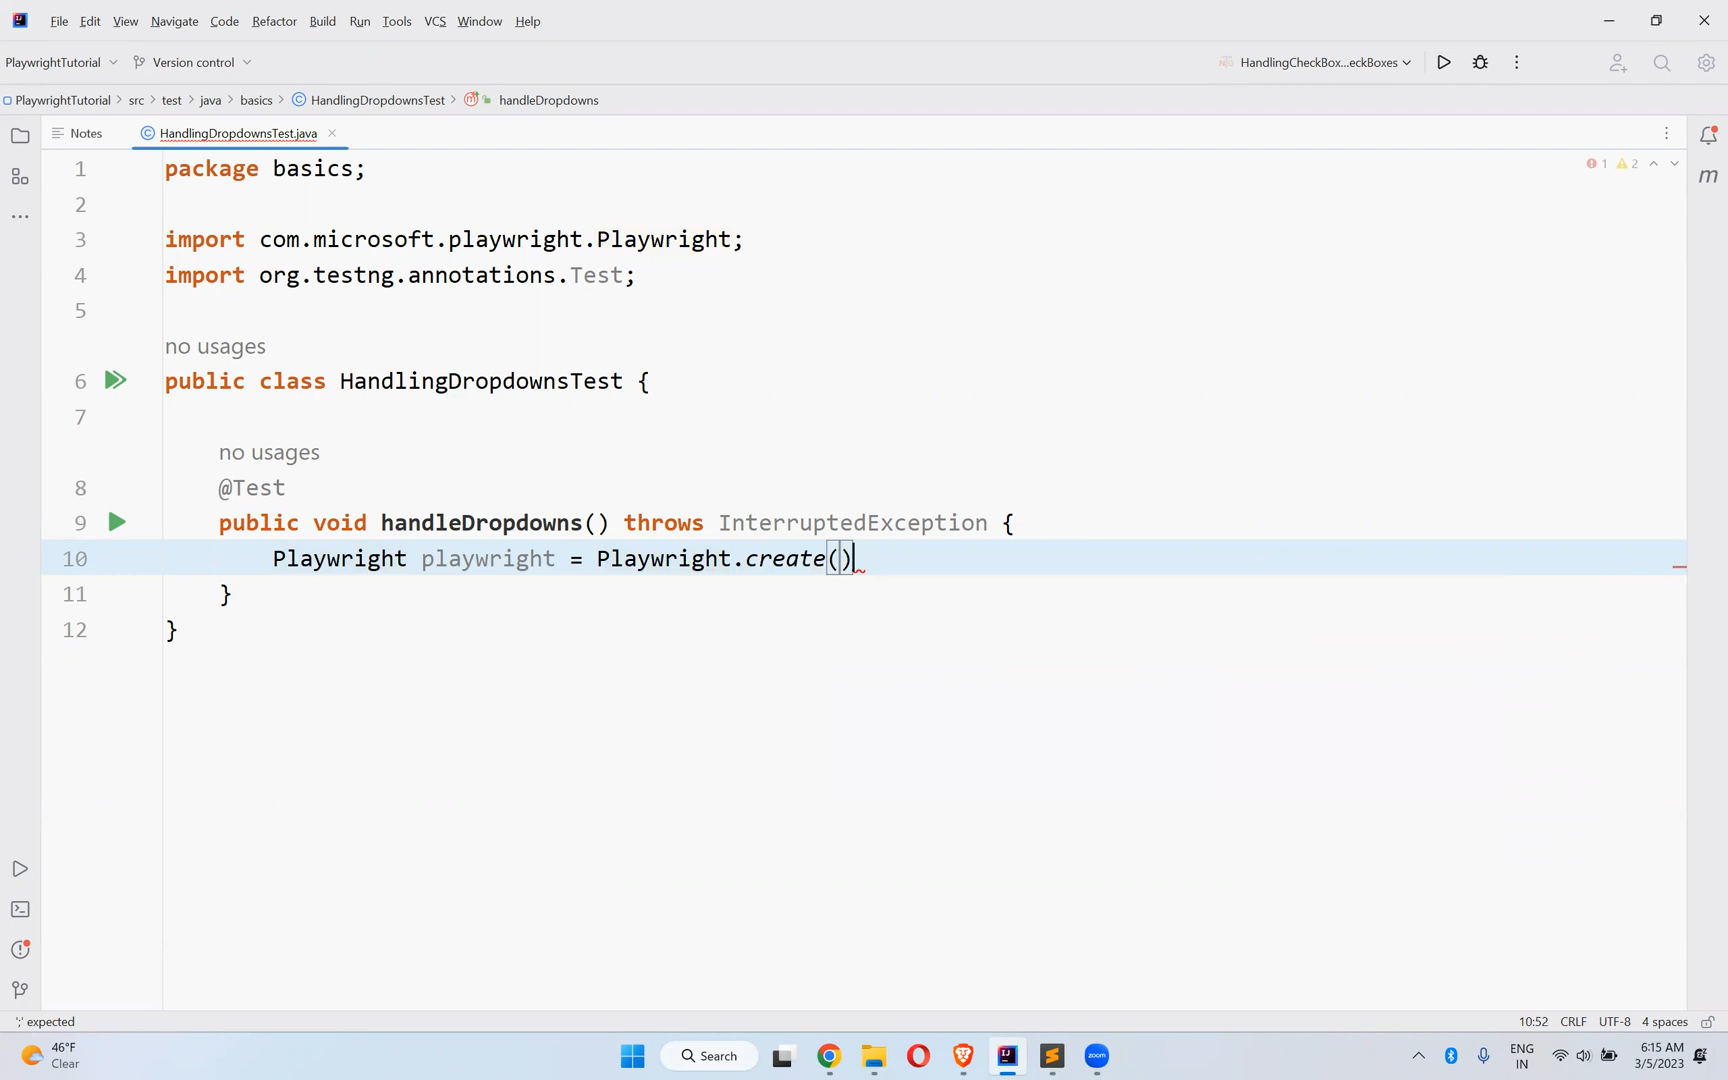 File Edit View Navigate Code Refactor Build Run Tools VCS Window Help
PlaywrightTutorial Version control HandlingCheckBox...eckBoxes
PlaywrightTutorial src test java basics HandlingDropdownsTest handleDropdowns
Notes HandlingDropdownsTest.java
1 package basics; 1 2
2
3 import com.microsoft.playwright.Playwright;
4 import org.testng.annotations.Test;
5
no usages
6 public class HandlingDropdownsTest {
7
no usages
8 @Test
9 public void handleDropdowns() throws InterruptedException {
10 Playwright playwright = Playwright.create()
11 }
12 }
';' expected 10:52 CRLF UTF-8 4 spaces
46°F
Clear
Search
zoom
ENG
IN
6:15 AM
3/5/2023